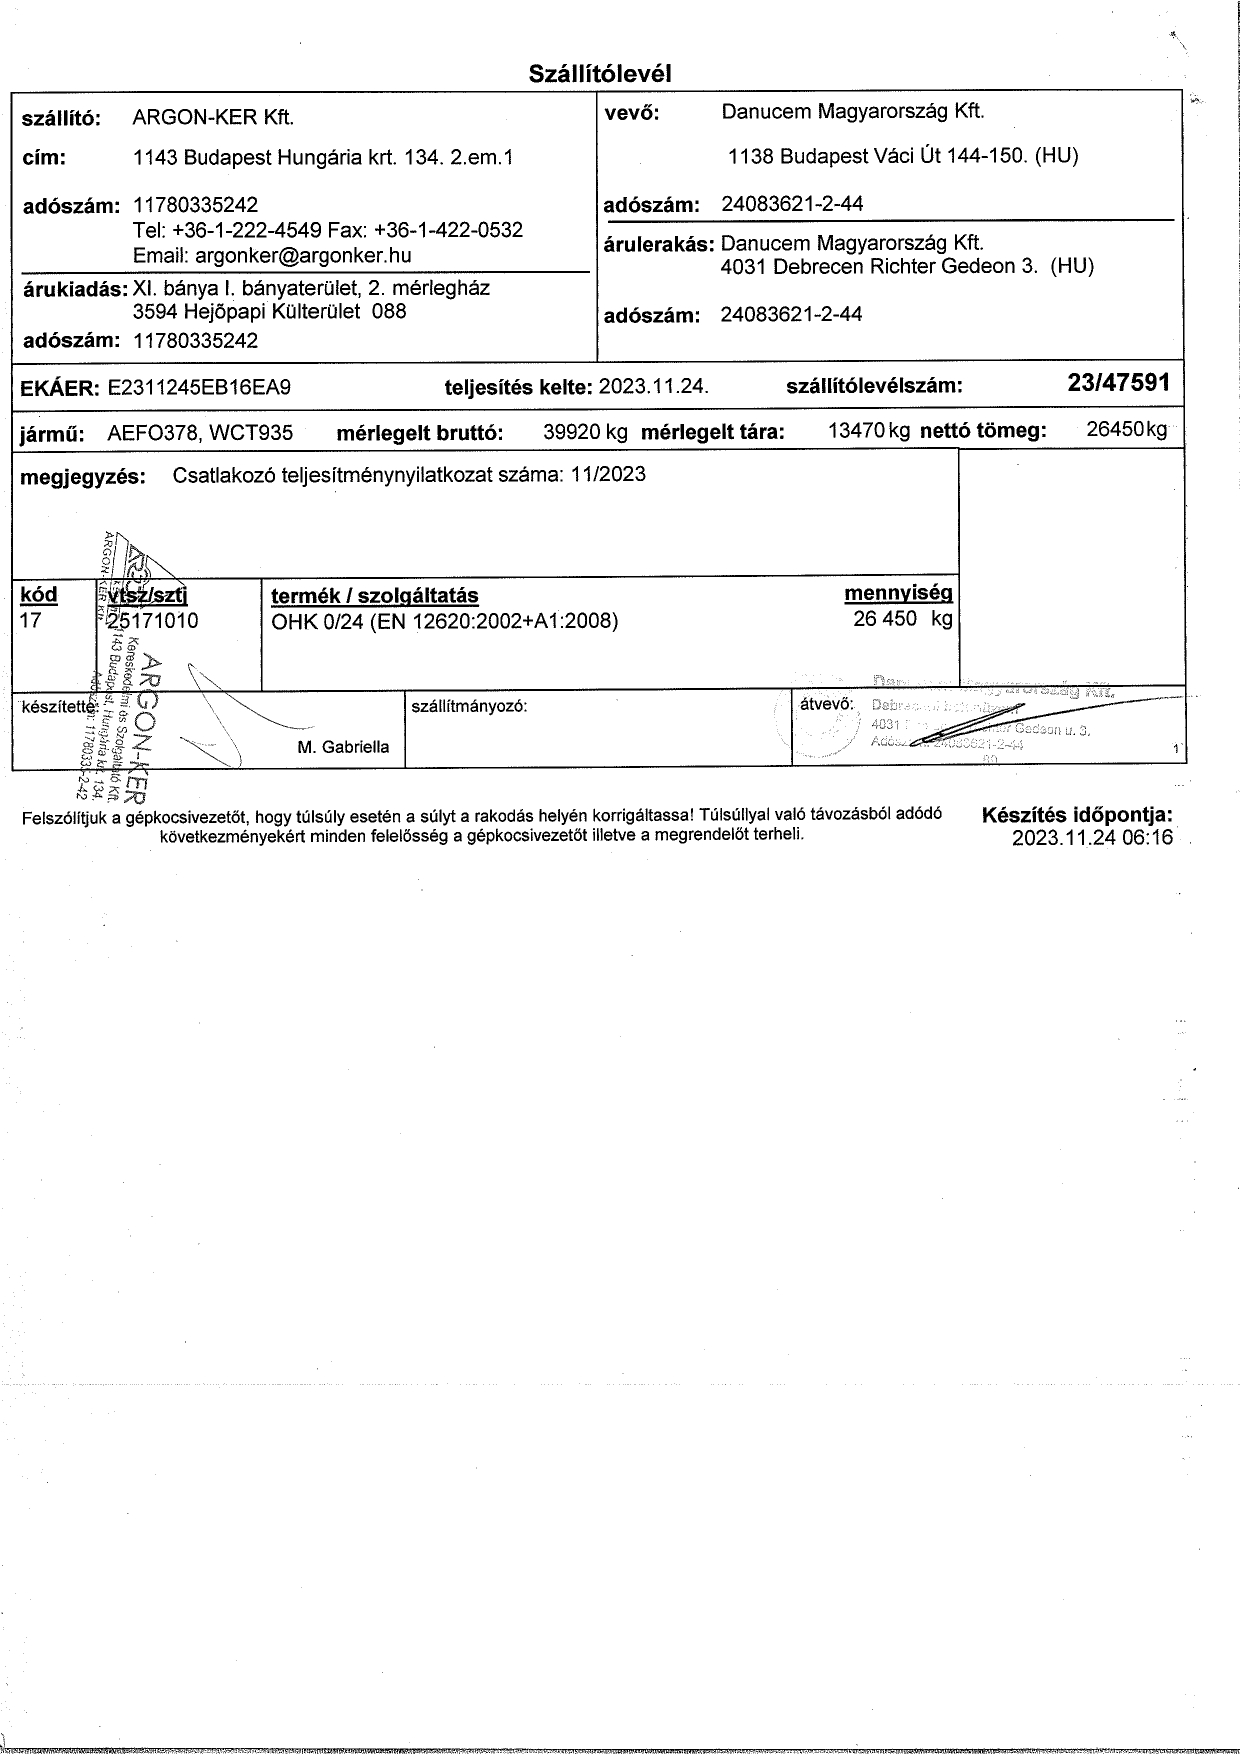 Szállítólevél
szállító: ARGON-KER Kft.
cím: 1143 Budapest Hungária krt. 134. 2.em.1
adószám: 11780335242
Tel: +36-1-222-4549 Fax: +36-1-422-0532
Email: argonker@argonker.hu
árukiadás: XI. bánya I. bányaterület, 2. mérlegház
3594 Hejõpapi Külterület 088
adószám: 11780335242
vevő: Danucem Magyarország Kft.
1138 Budapest Váci Út 144-150. (HU)
adószám: 24083621-2-44
árulerakás: Danucem Magyarország Kft.
4031 Debrecen Richter Gedeon 3. (HU)
adószám: 24083621-2-44
EKÁER: E2311245EB16EA9 teljesítés kelte: 2023.11.24. szállítólevélszám: 23/47591
jármű: AEFO378, WCT935 mérlegelt bruttó: 39920 kg mérlegelt tára: 13470 kg nettó tömeg: 26450 kg
megjegyzés: Csatlakozó teljesítménynyilatkozat száma: 11/2023
kód vtsz/sztj termék / szolgáltatás mennyiség
17 25171010 OHK 0/24 (EN 12620:2002+A1:2008) 26 450 kg
ARGON-KER Kft.
ARGON-KER
Kereskedelmi és Szolgáltató Kft.
1143 Budapest, Hungária krt. 134.
Adószám: 11780335-2-42
készítette:
M. Gabriella
szállítmányozó:
átvevő:
Magyarország Kft.
4031 Gedeon u. 3.
24083621-2-44
1
Felszólítjuk a gépkocsivezetőt, hogy túlsúly esetén a súlyt a rakodás helyén korrigáltassa! Túlsúllyal való távozásból adódó
következményekért minden felelősség a gépkocsivezetőt illetve a megrendelőt terheli.
Készítés időpontja:
2023.11.24 06:16